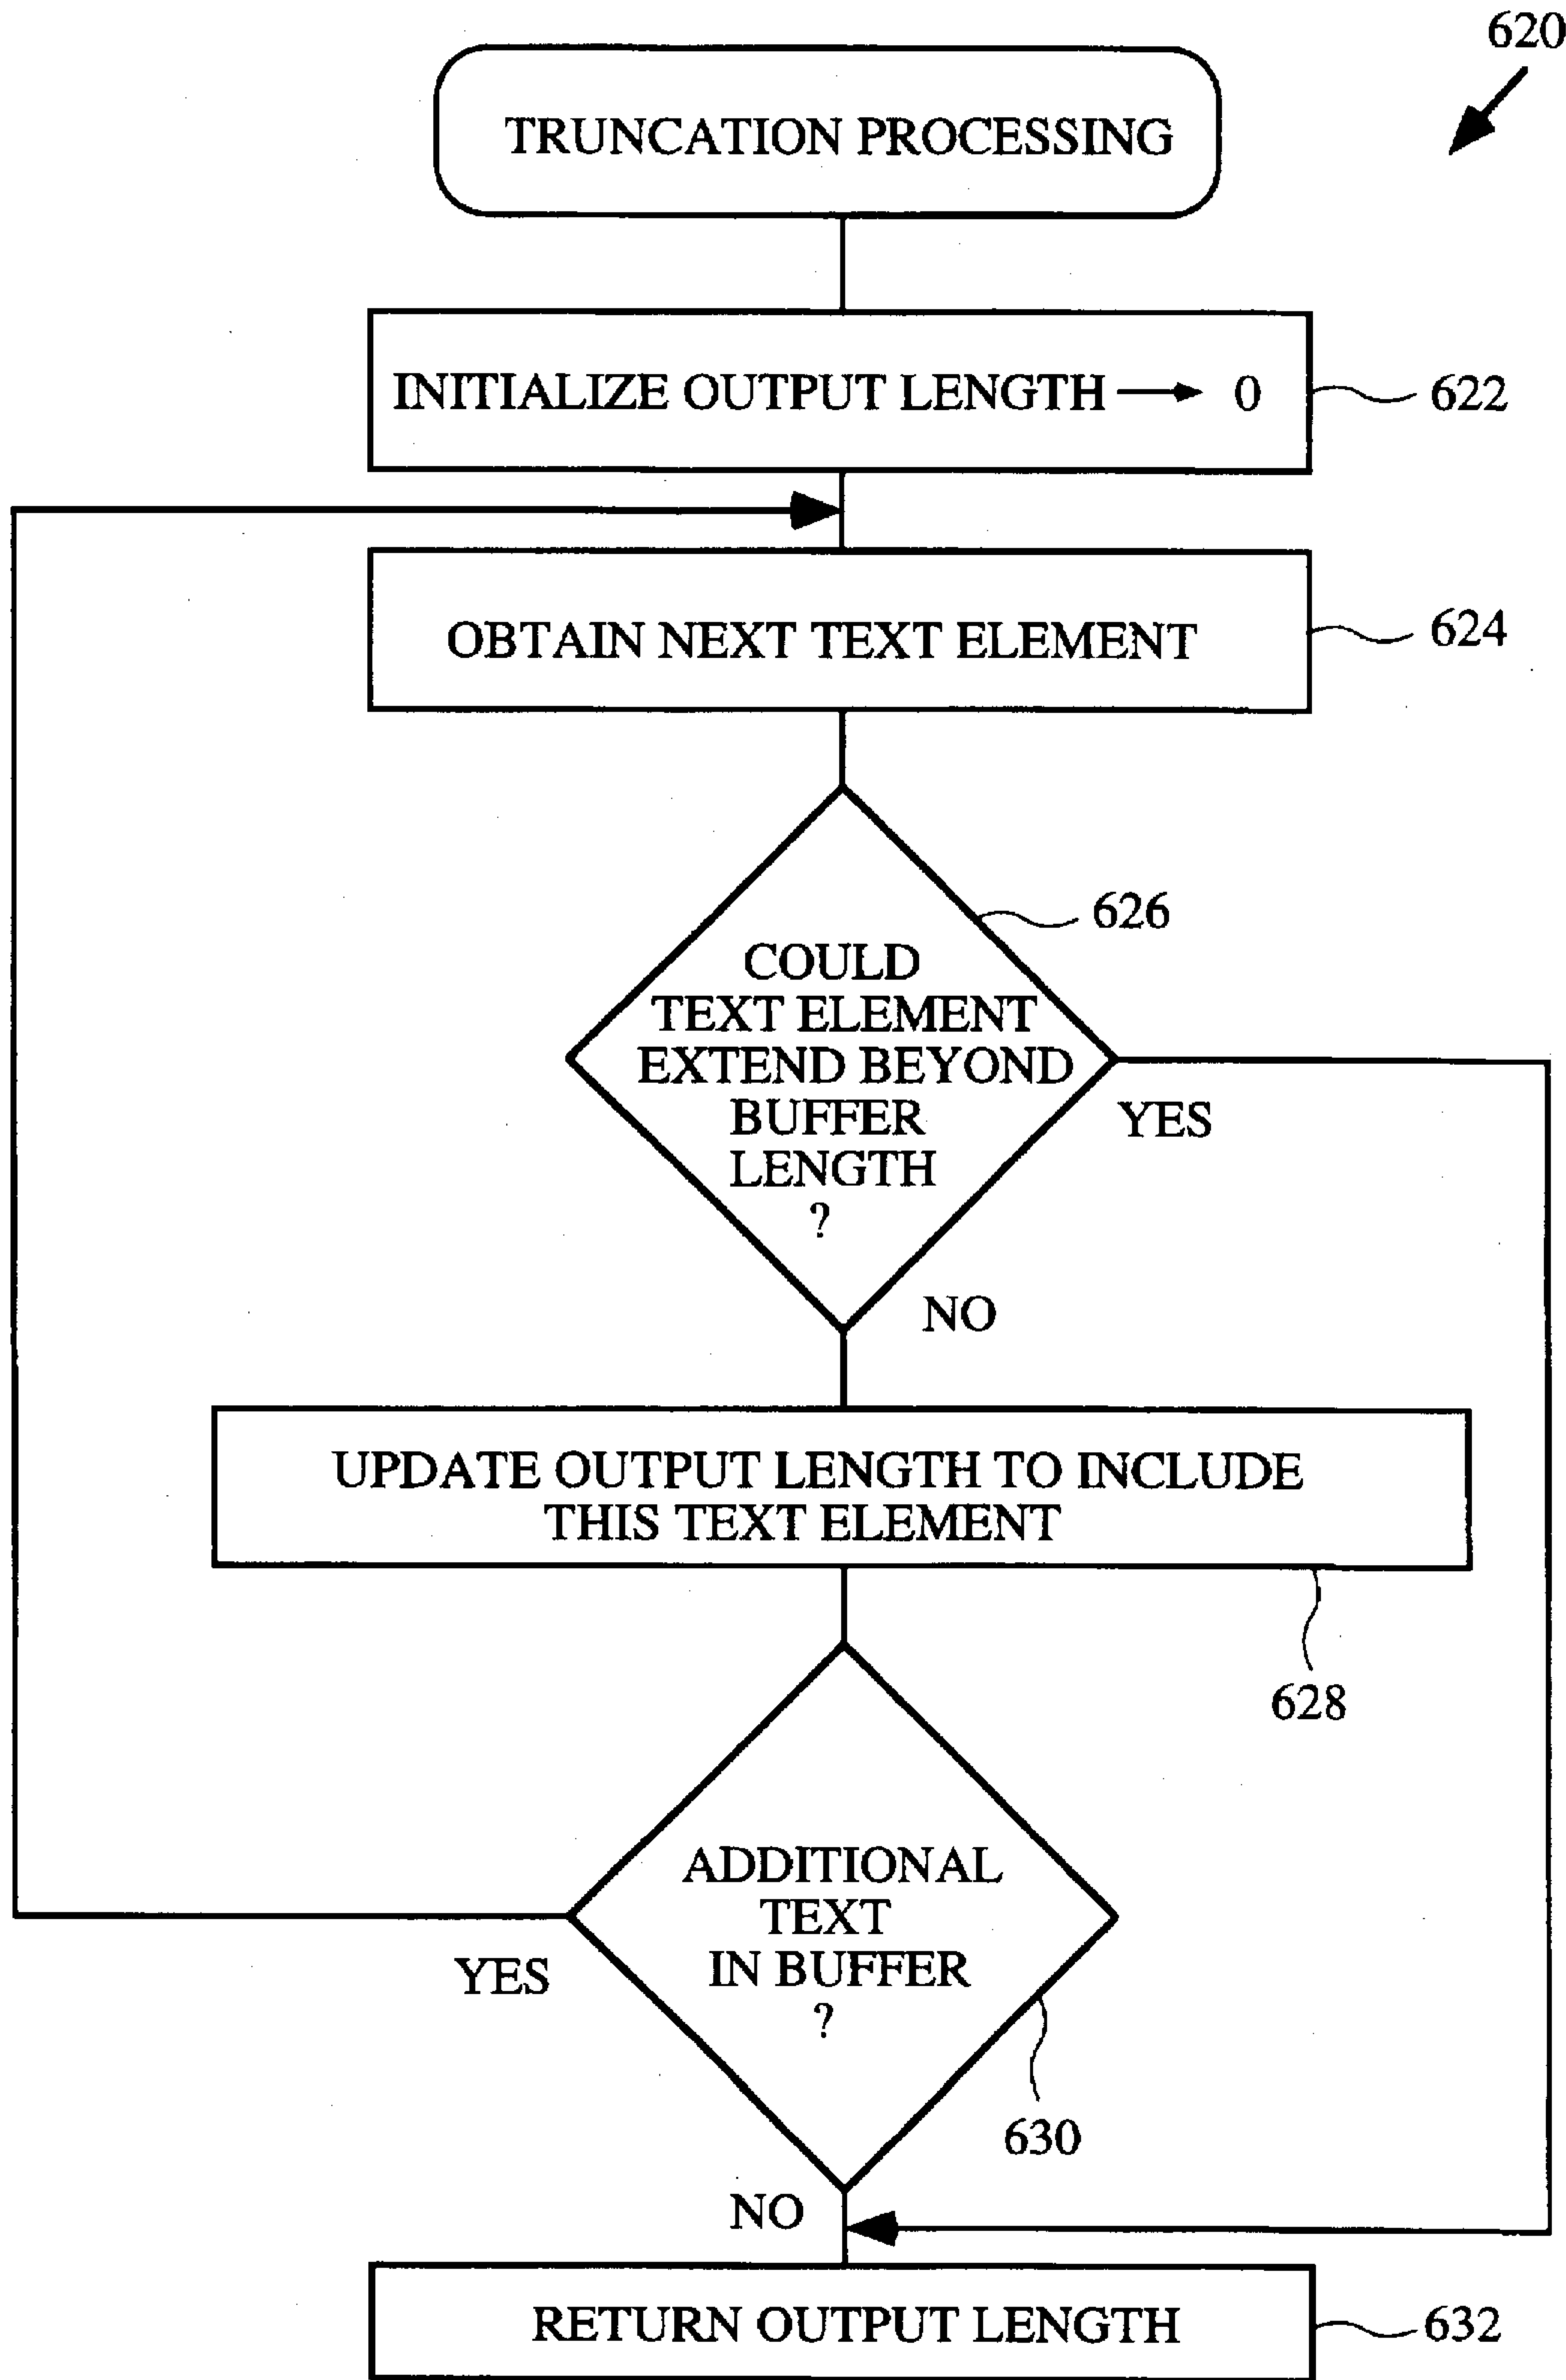 620
TRUNCATION PROCESSING
INITIALIZE OUTPUT LENGTH → 0
622
OBTAIN NEXT TEXT ELEMENT
624
626
COULD
TEXT ELEMENT
EXTEND BEYOND
BUFFER
LENGTH
?
YES
NO
UPDATE OUTPUT LENGTH TO INCLUDE
THIS TEXT ELEMENT
628
ADDITIONAL
TEXT
IN BUFFER
?
YES
630
NO
RETURN OUTPUT LENGTH
632